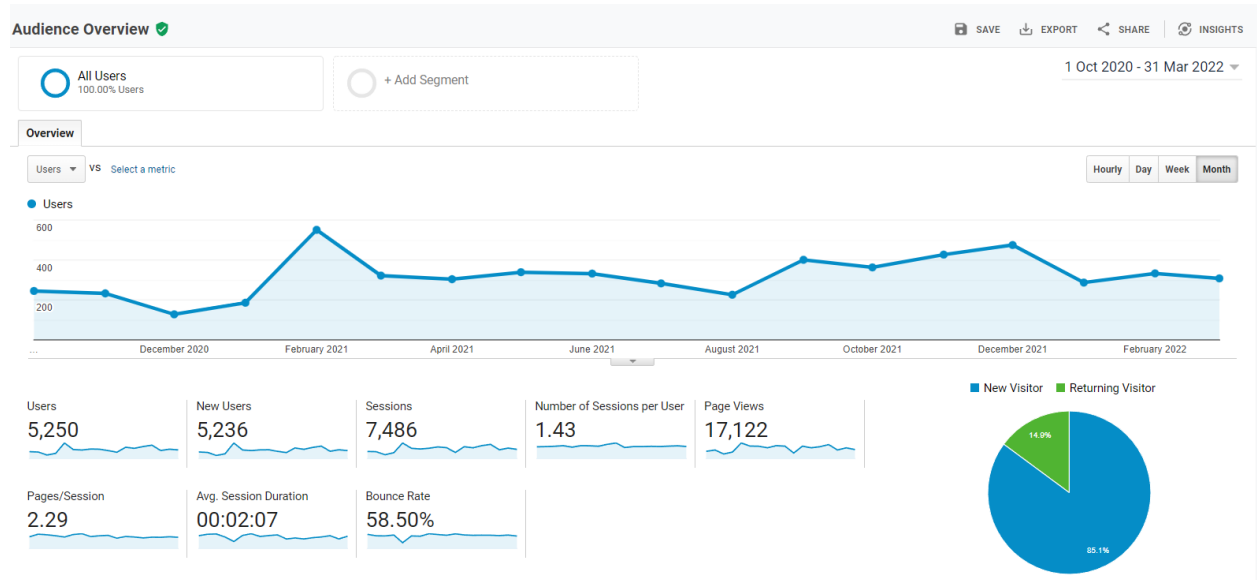 Audience Overview
SAVE EXPORT SHARE INSIGHTS
All Users
100.00% Users
+ Add Segment
1 Oct 2020 - 31 Mar 2022
Overview
Users VS Select a metric
Hourly Day Week Month
Users
600
400
200
... December 2020 February 2021 April 2021 June 2021 August 2021 October 2021 December 2021 February 2022
New Visitor Returning Visitor
Users New Users Sessions Number of Sessions per User Page Views
5,250 5,236 7,486 1.43 17,122
14.9%
Pages/Session Avg. Session Duration Bounce Rate
2.29 00:02:07 58.50%
85.1%